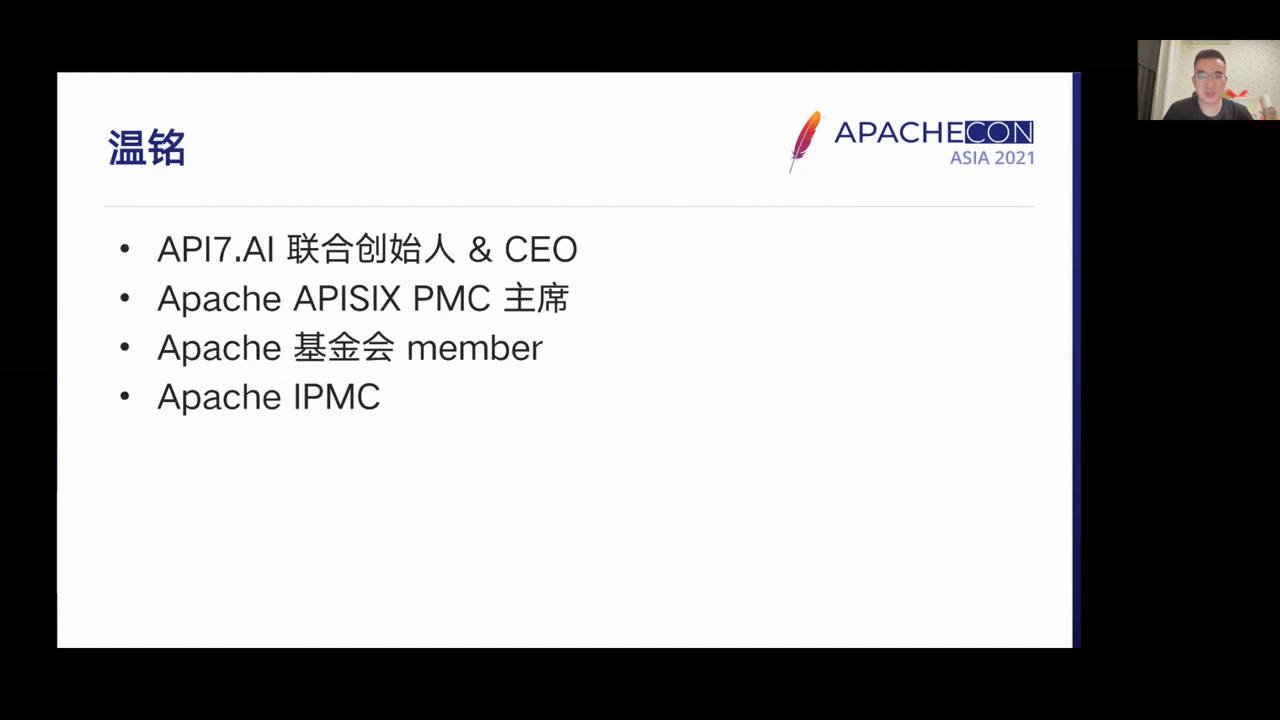 温铭
APACHECON
ASIA 2021
API7.AI 联合创始人 & CEO
Apache APISIX PMC 主席
Apache 基金会 member
Apache IPMC